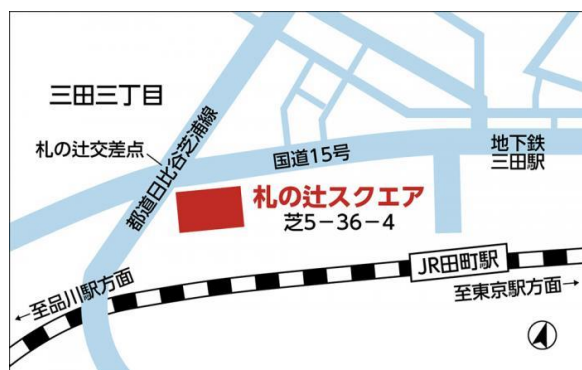 三田三丁目
札の辻交差点
都道日比谷芝浦線
国道15号
地下鉄
三田駅
札の辻スクエア
芝5−36−4
JR田町駅
←至品川駅方面
至東京駅方面→